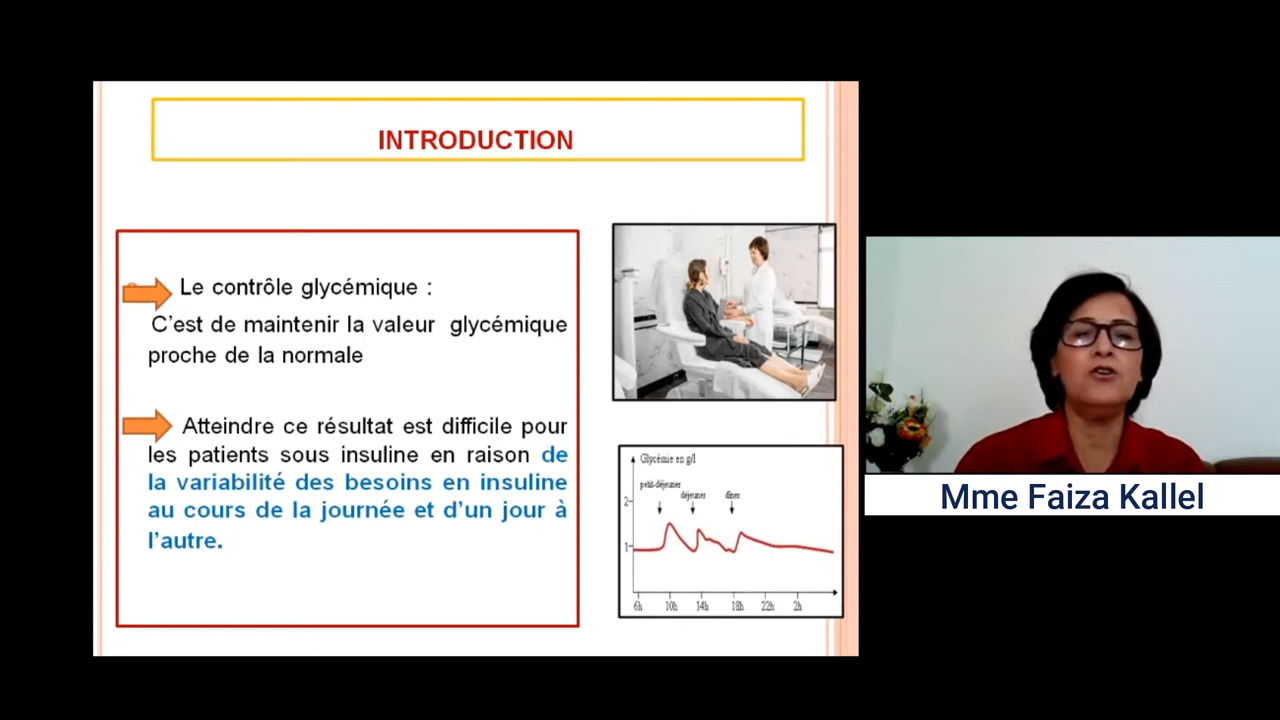 INTRODUCTION
Le contrôle glycémique :
C'est de maintenir la valeur glycémique
proche de la normale
Atteindre ce résultat est difficile pour
les patients sous insuline en raison de
la variabilité des besoins en insuline
au cours de la journée et d'un jour à
l'autre.
Glycémie en g/l
petit-déjeuner
déjeuner
dîner
2
1
6h 10h 14h 18h 22h 2h
Mme Faiza Kallel